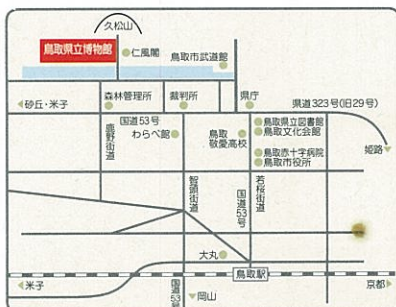 久松山
鳥取県立博物館
仁風閣
鳥取市武道館
◁砂丘・米子
森林管理所
裁判所
県庁
県道323号(旧29号)
国道53号
わらべ館
鹿野街道
鳥取
敬愛高校
鳥取県立図書館
鳥取文化会館
鳥取赤十字病院
鳥取市役所
姫路▽
智頭街道
国道53号
若桜街道
大丸
鳥取駅
◁米子
国道53号
▽岡山
京都▷